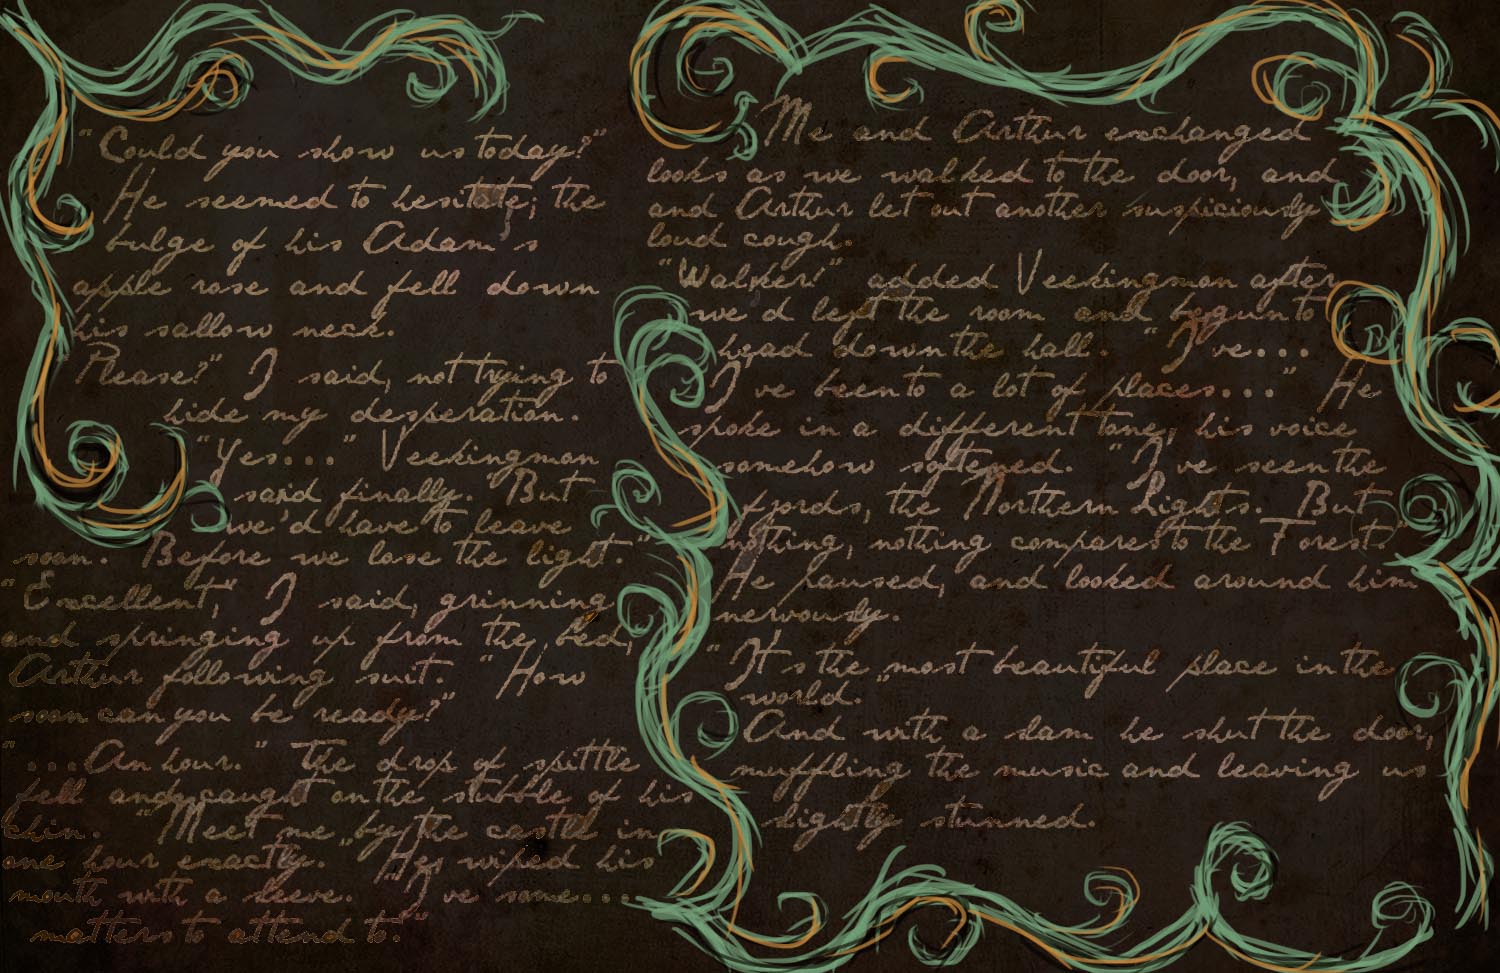 "Could you show us today?"
He seemed to hesitate; the
bulge of his Adam's
apple rose and fell down
his sallow neck.
"Please?" I said, not trying to
hide my desperation.
"Yes..." Veekingman
said finally. "But
we'd have to leave
soon. Before we lose the light."
"Excellent," I said, grinning
and springing up from the bed,
Arthur following suit. "How
soon can you be ready?"
"...An hour." The drop of spittle
fell and caught on the stubble of his
chin. "Meet me by the castle in
one hour exactly." He wiped his
mouth with a sleeve. "I've some...
matters to attend to."
Me and Arthur exchanged
looks as we walked to the door, and
and Arthur let out another suspiciously
loud cough.
"Walker!" added Veekingman after
we'd left the room and begun to
head down the hall. "I've...
I've been to a lot of places..." He
spoke in a different tone, his voice
somehow softened. "I've seen the
fjords, the Northern Lights. But
nothing, nothing compares to the Forest."
He paused, and looked around him
nervously.
"It's the most beautiful place in the
world."
And with a slam he shut the door,
muffling the music and leaving us
slightly stunned.